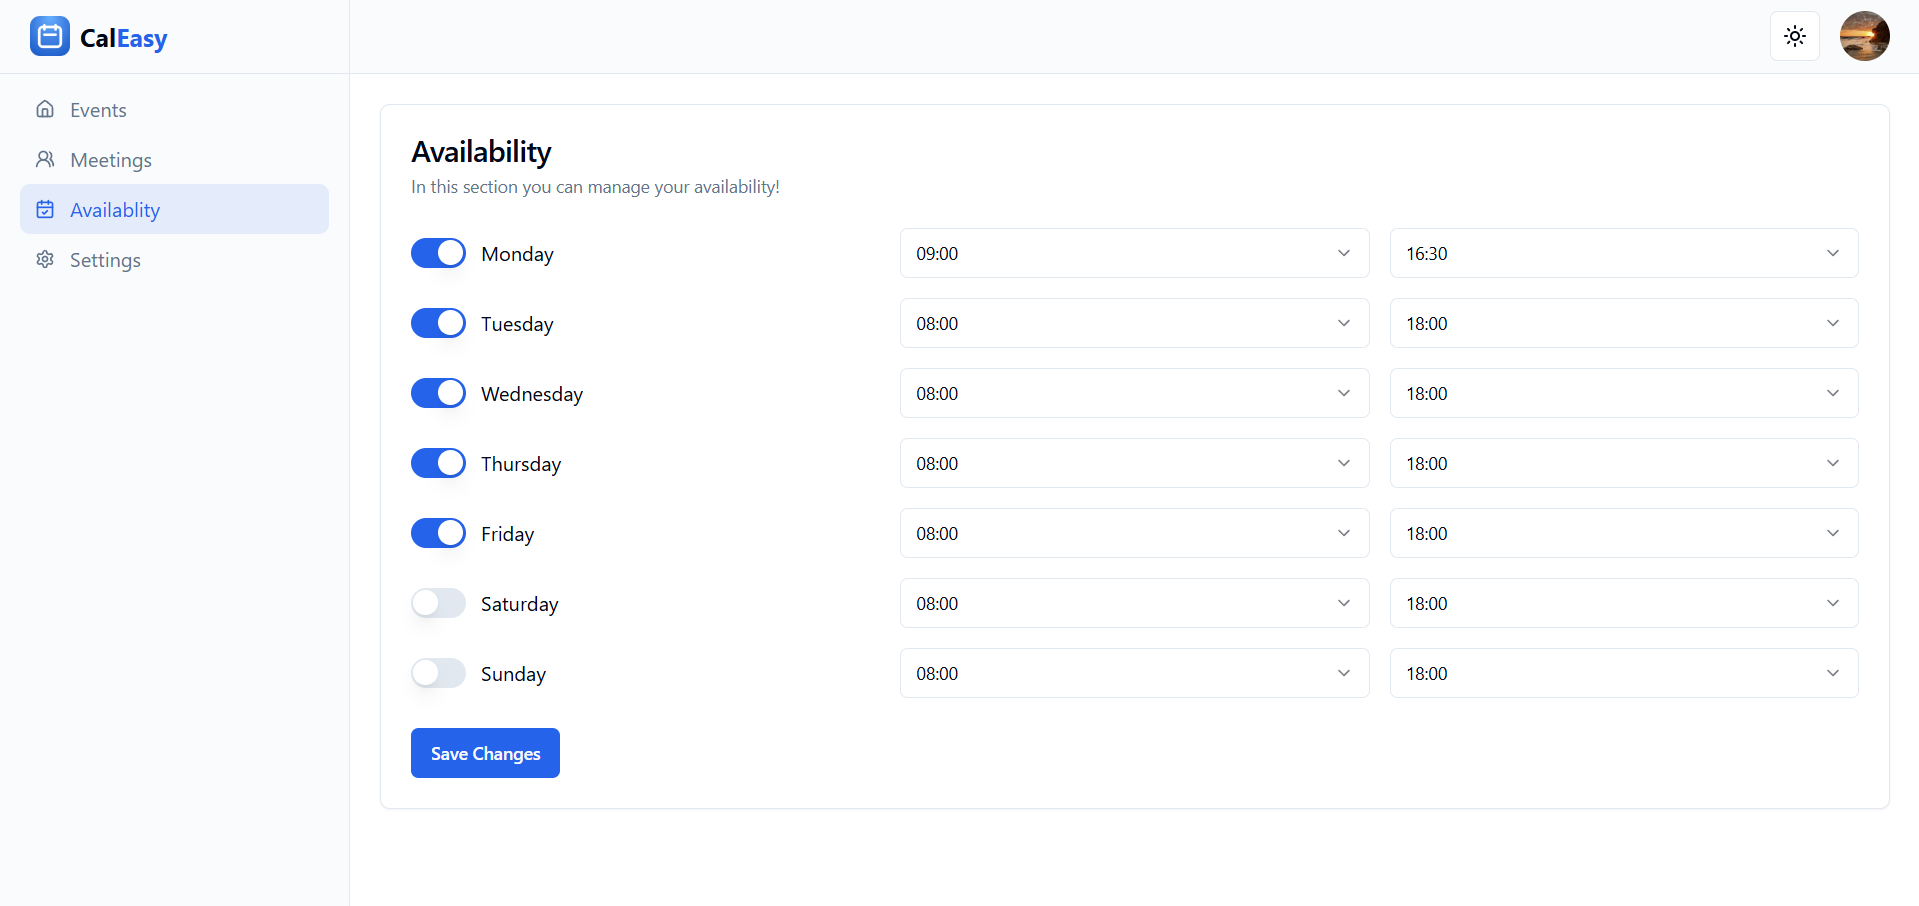 CalEasy
Events
Meetings
Availablity
Settings
Availability
In this section you can manage your availability!
Monday 09:00 16:30
Tuesday 08:00 18:00
Wednesday 08:00 18:00
Thursday 08:00 18:00
Friday 08:00 18:00
Saturday 08:00 18:00
Sunday 08:00 18:00
Save Changes